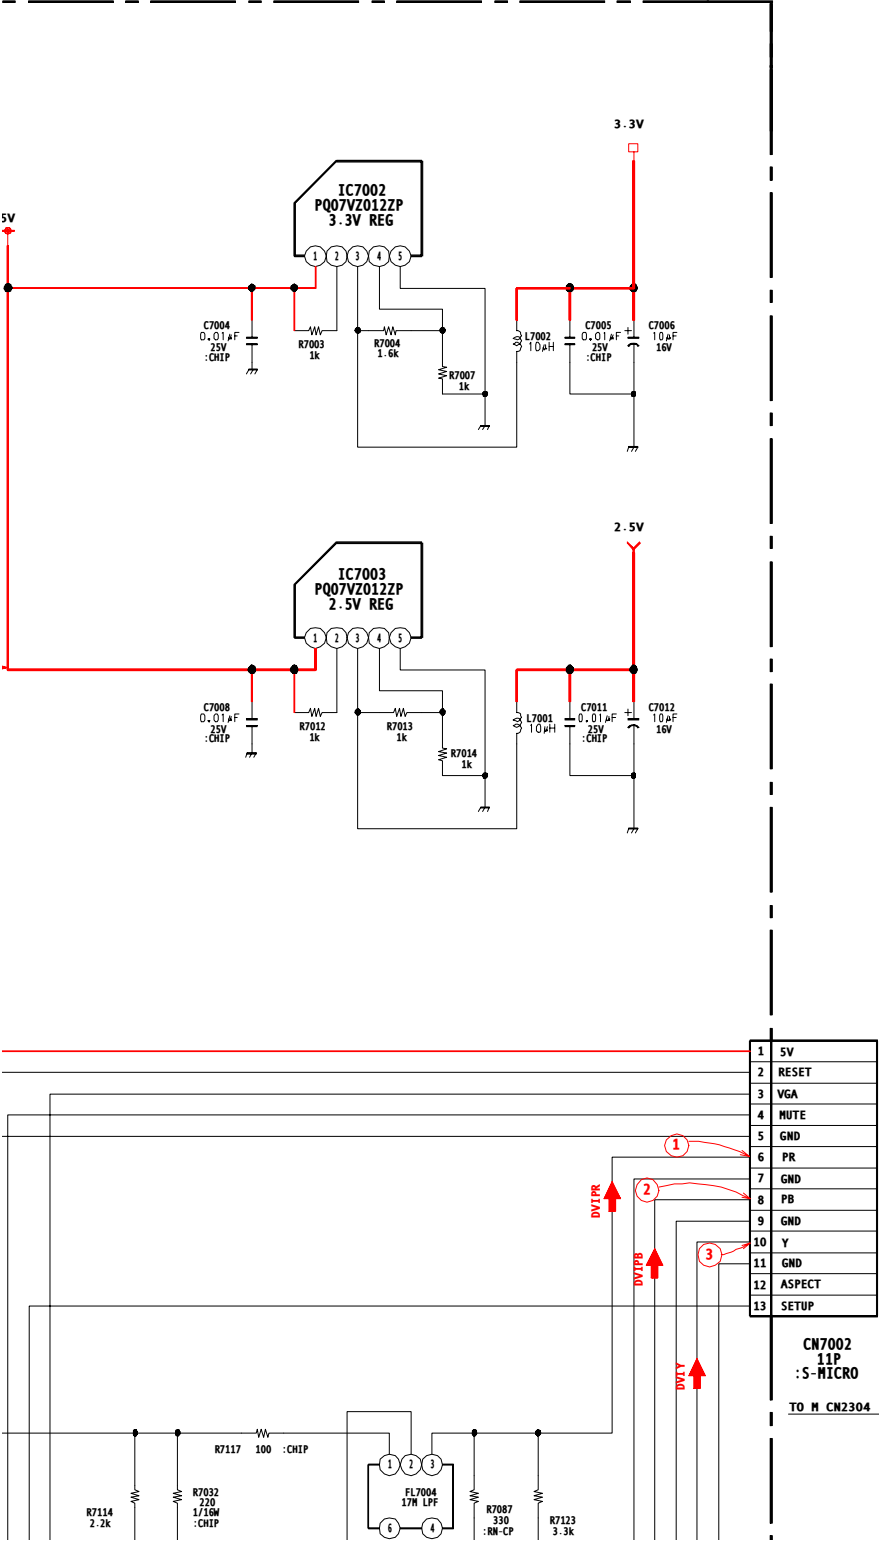 3.3V
IC7002
PQ07VZ012ZP
3.3V REG
5V
1 2 3 4 5
C7004
0.01µF
25V
:CHIP
R7003
1k
R7004
1.6k
R7007
1k
L7002
10µH
C7005
0.01µF
25V
:CHIP
+
C7006
10µF
16V
2.5V
IC7003
PQ07VZ012ZP
2.5V REG
1 2 3 4 5
C7008
0.01µF
25V
:CHIP
R7012
1k
R7013
1k
R7014
1k
L7001
10µH
C7011
0.01µF
25V
:CHIP
+
C7012
10µF
16V
1 5V
2 RESET
3 VGA
4 MUTE
5 GND
6 PR
7 GND
8 PB
9 GND
10 Y
11 GND
12 ASPECT
13 SETUP
1
2
3
DVIPR
DVIPB
DVIY
CN7002
11P
:S-MICRO
TO M CN2304
R7117 100 :CHIP
1 2 3
FL7004
17M LPF
6 4
R7114
2.2k
R7032
220
1/16W
:CHIP
R7087
330
:RN-CP
R7123
3.3k